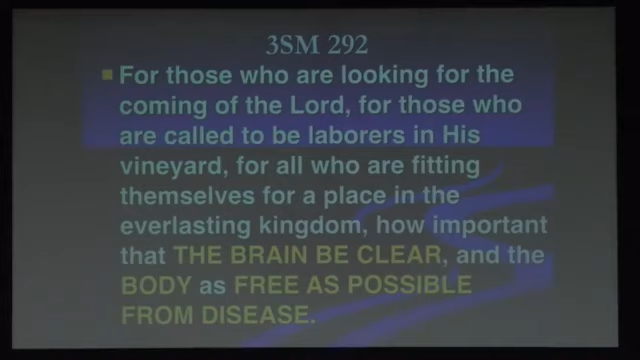 3SM 292
For those who are looking for the
coming of the Lord, for those who
are called to be laborers in His
vineyard, for all who are fitting
themselves for a place in the
everlasting kingdom, how important
that THE BRAIN BE CLEAR, and the
BODY as FREE AS POSSIBLE
FROM DISEASE.